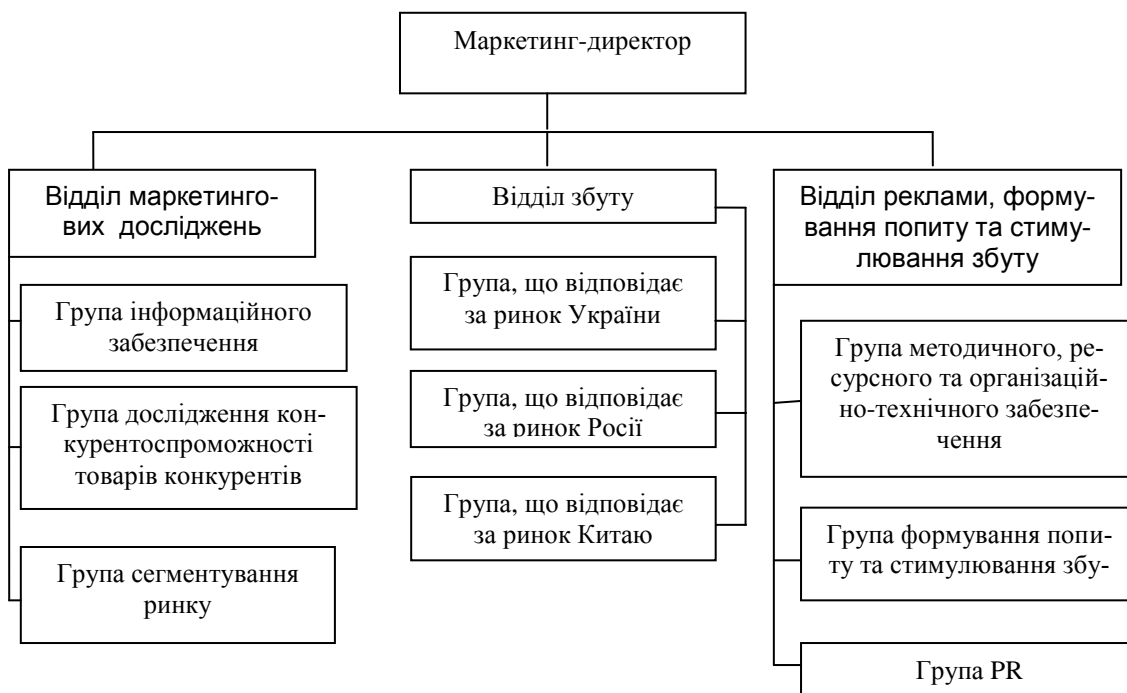 Маркетинг-директор
Відділ маркетинго-
вих досліджень
Група інформаційного
забезпечення
Група дослідження кон-
курентоспроможності
товарів конкурентів
Група сегментування
ринку
Відділ збуту
Група, що відповідає
за ринок України
Група, що відповідає
за ринок Росії
Група, що відповідає
за ринок Китаю
Відділ реклами, форму-
вання попиту та стиму-
лювання збуту
Група методичного, ре-
сурсного та організацій-
но-технічного забезпе-
чення
Група формування попи-
ту та стимулювання збу-
Група PR